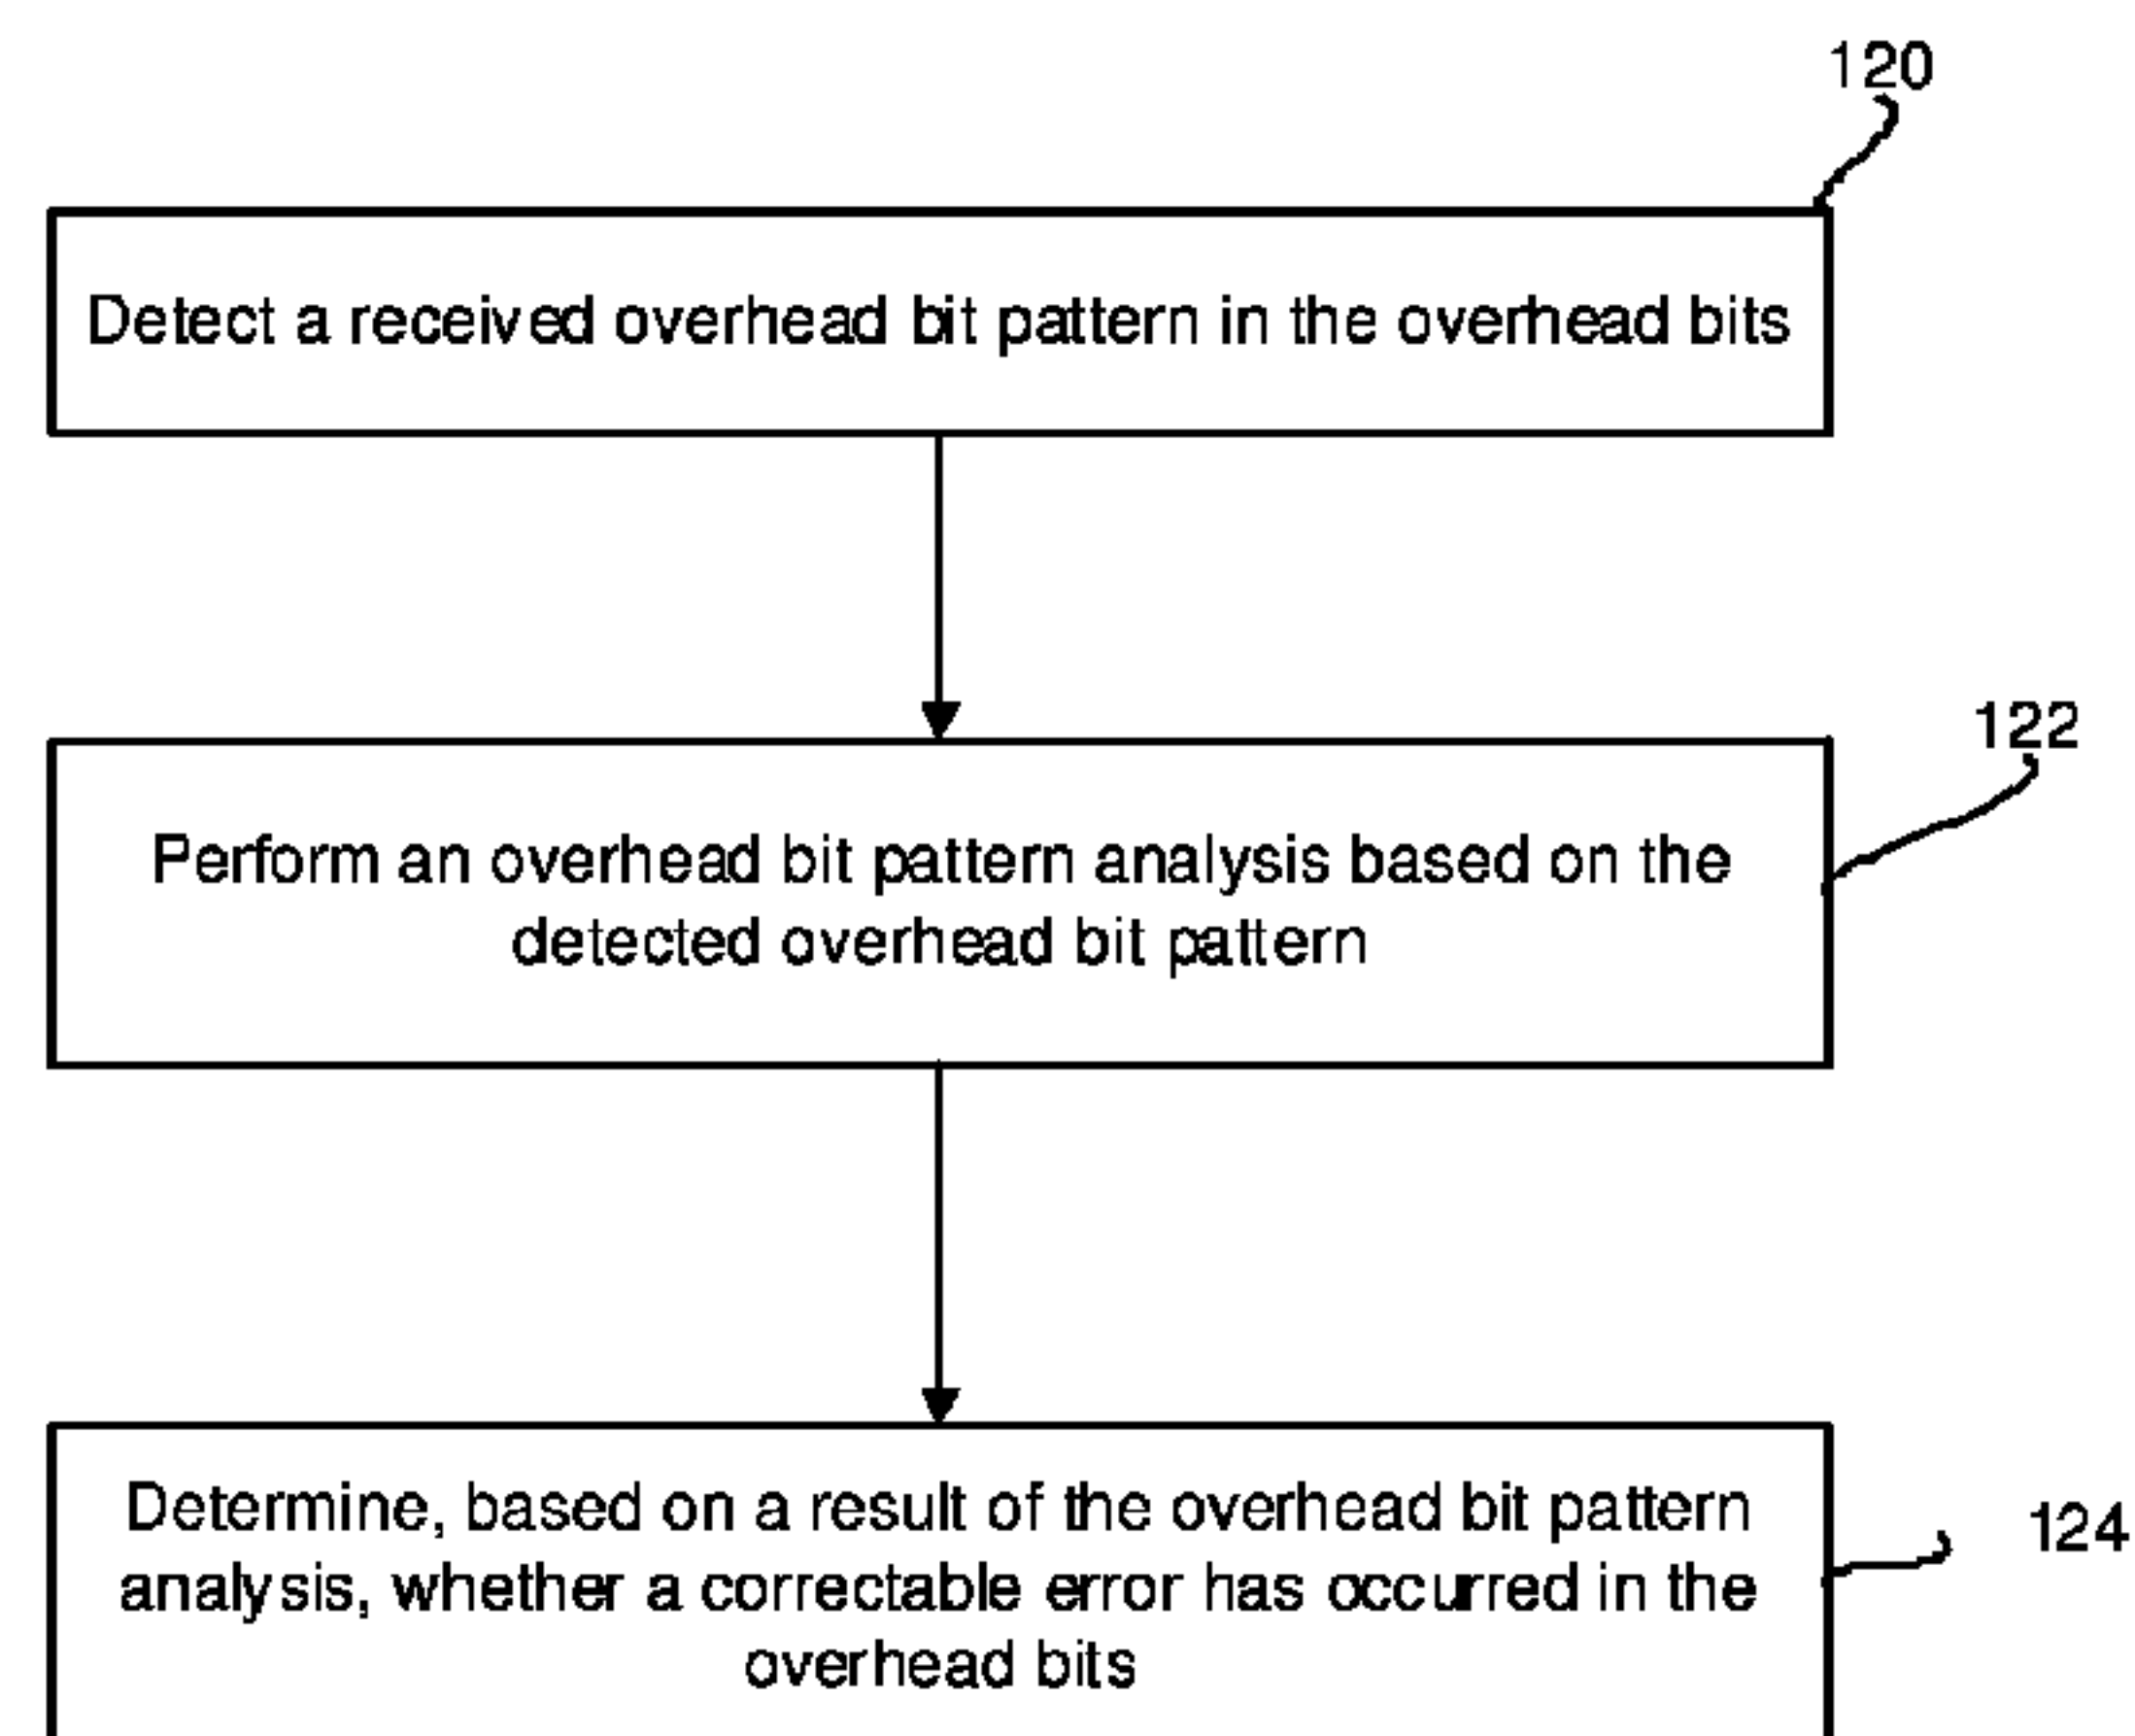 120
Detect a received overhead bit pattern in the overhead bits
122
Perform an overhead bit pattern analysis based on the
detected overhead bit pattern
Determine, based on a result of the overhead bit pattern
124
analysis, whether a correctable error has occurred in the
overhead bits